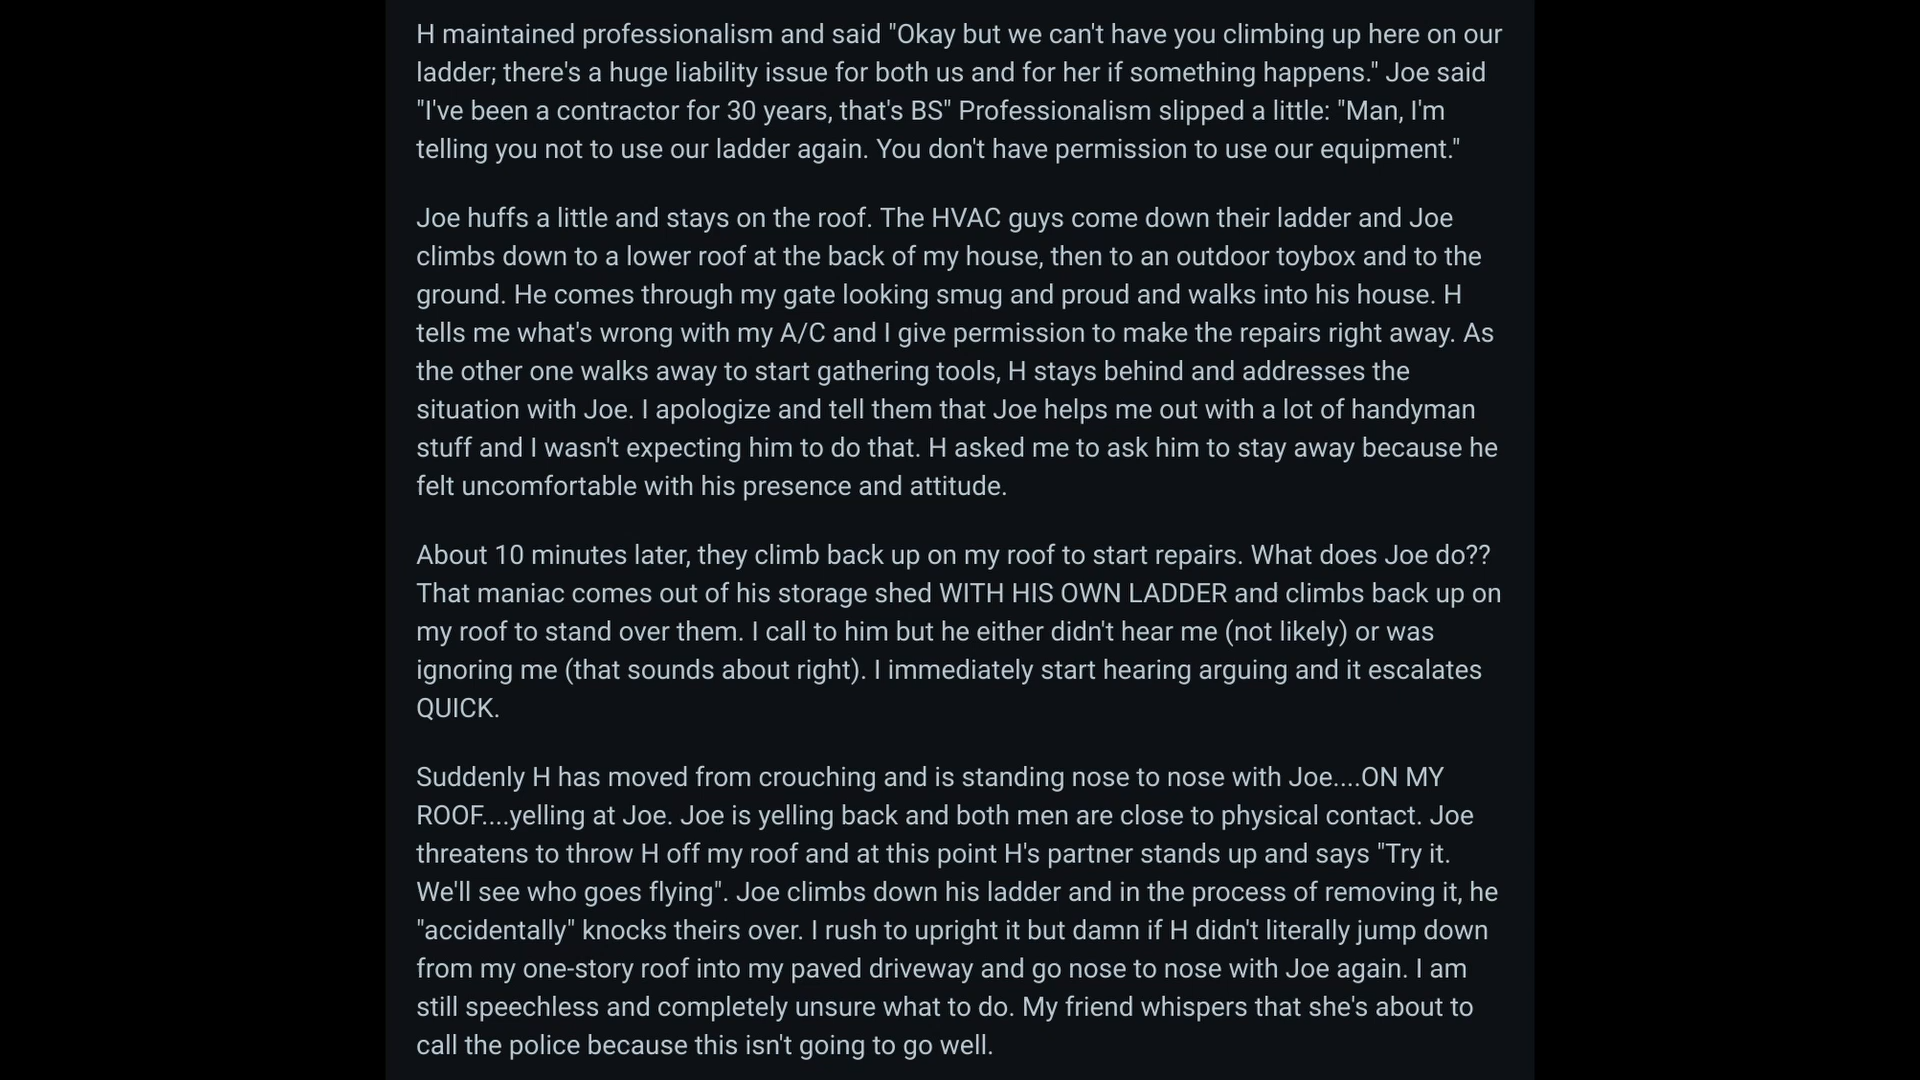 H maintained professionalism and said "Okay but we can't have you climbing up here on our
ladder; there's a huge liability issue for both us and for her if something happens." Joe said
"I've been a contractor for 30 years, that's BS" Professionalism slipped a little: "Man, I'm
telling you not to use our ladder again. You don't have permission to use our equipment."
Joe huffs a little and stays on the roof. The HVAC guys come down their ladder and Joe
climbs down to a lower roof at the back of my house, then to an outdoor toybox and to the
ground. He comes through my gate looking smug and proud and walks into his house. H
tells me what's wrong with my A/C and I give permission to make the repairs right away. As
the other one walks away to start gathering tools, H stays behind and addresses the
situation with Joe. I apologize and tell them that Joe helps me out with a lot of handyman
stuff and I wasn't expecting him to do that. H asked me to ask him to stay away because he
felt uncomfortable with his presence and attitude.
About 10 minutes later, they climb back up on my roof to start repairs. What does Joe do??
That maniac comes out of his storage shed WITH HIS OWN LADDER and climbs back up on
my roof to stand over them. I call to him but he either didn't hear me (not likely) or was
ignoring me (that sounds about right). I immediately start hearing arguing and it escalates
QUICK.
Suddenly H has moved from crouching and is standing nose to nose with Joe....ON MY
ROOF....yelling at Joe. Joe is yelling back and both men are close to physical contact. Joe
threatens to throw H off my roof and at this point H's partner stands up and says "Try it.
We'll see who goes flying". Joe climbs down his ladder and in the process of removing it, he
"accidentally" knocks theirs over. I rush to upright it but damn if H didn't literally jump down
from my one-story roof into my paved driveway and go nose to nose with Joe again. I am
still speechless and completely unsure what to do. My friend whispers that she's about to
call the police because this isn't going to go well.